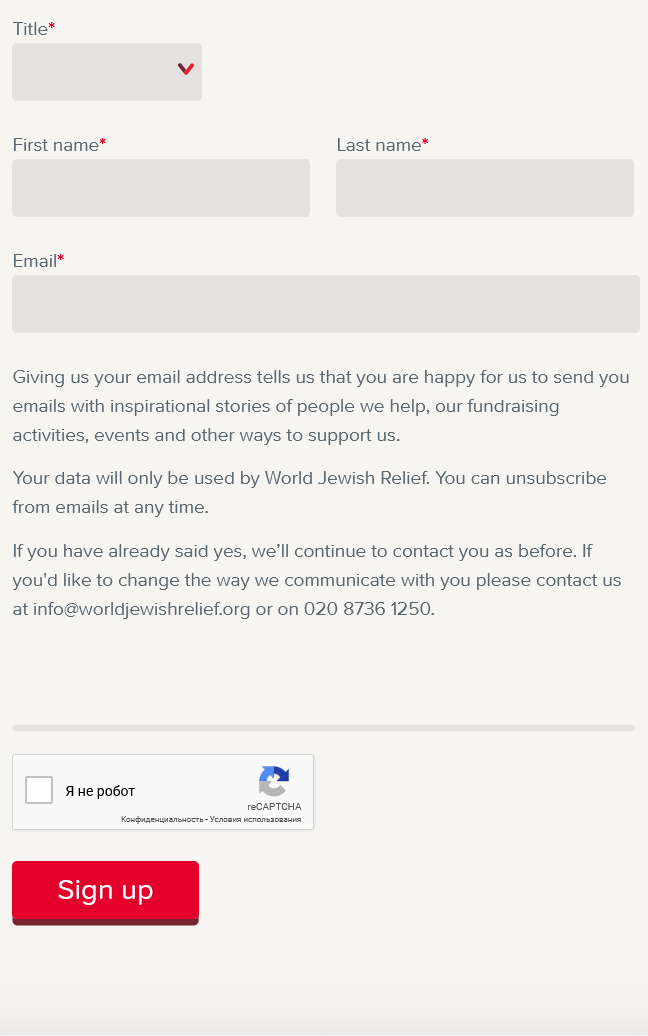 Title*
First name*
Last name*
Email*
Giving us your email address tells us that you are happy for us to send you
emails with inspirational stories of people we help, our fundraising
activities, events and other ways to support us.
Your data will only be used by World Jewish Relief. You can unsubscribe
from emails at any time.
If you have already said yes, we’ll continue to contact you as before. If
you'd like to change the way we communicate with you please contact us
at info@worldjewishrelief.org or on 020 8736 1250.
Я не робот
reCAPTCHA
Конфиденциальность - Условия использования
Sign up